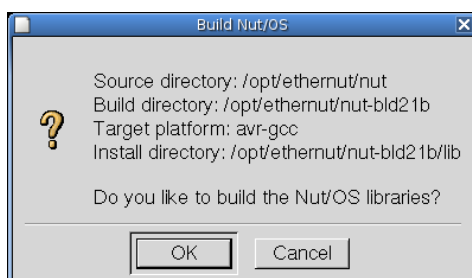 Build Nut/OS
Source directory: /opt/ethernut/nut
Build directory: /opt/ethernut/nut-bld21b
Target platform: avr-gcc
Install directory: /opt/ethernut/nut-bld21b/lib
Do you like to build the Nut/OS libraries?
OK Cancel